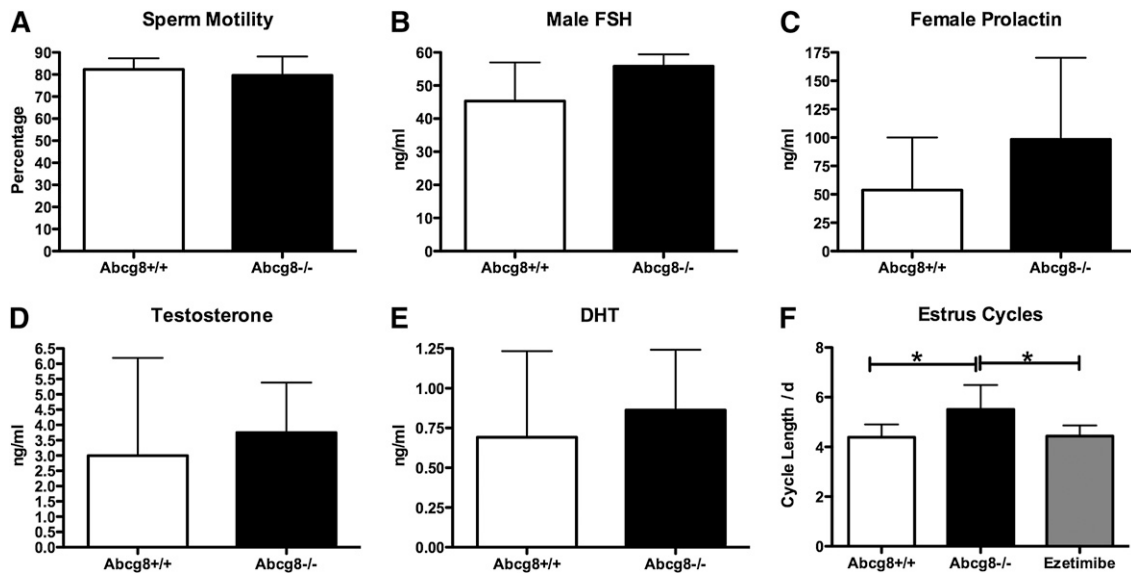 A
Sperm Motility
Percentage
90
80
70
60
50
40
30
20
10
0
Abcg8+/+
Abcg8-/-
B
Male FSH
ng/ml
60
50
40
30
20
10
0
Abcg8+/+
Abcg8-/-
C
Female Prolactin
ng/ml
175
150
125
100
75
50
25
0
Abcg8+/+
Abcg8-/-
D
Testosterone
ng/ml
6.5
6.0
5.5
5.0
4.5
4.0
3.5
3.0
2.5
2.0
1.5
1.0
0.5
0.0
Abcg8+/+
Abcg8-/-
E
DHT
ng/ml
1.25
1.00
0.75
0.50
0.25
0.00
Abcg8+/+
Abcg8-/-
F
Estrus Cycles
Cycle Length / d
8
6
4
2
0
*
*
Abcg8+/+
Abcg8-/-
Ezetimibe